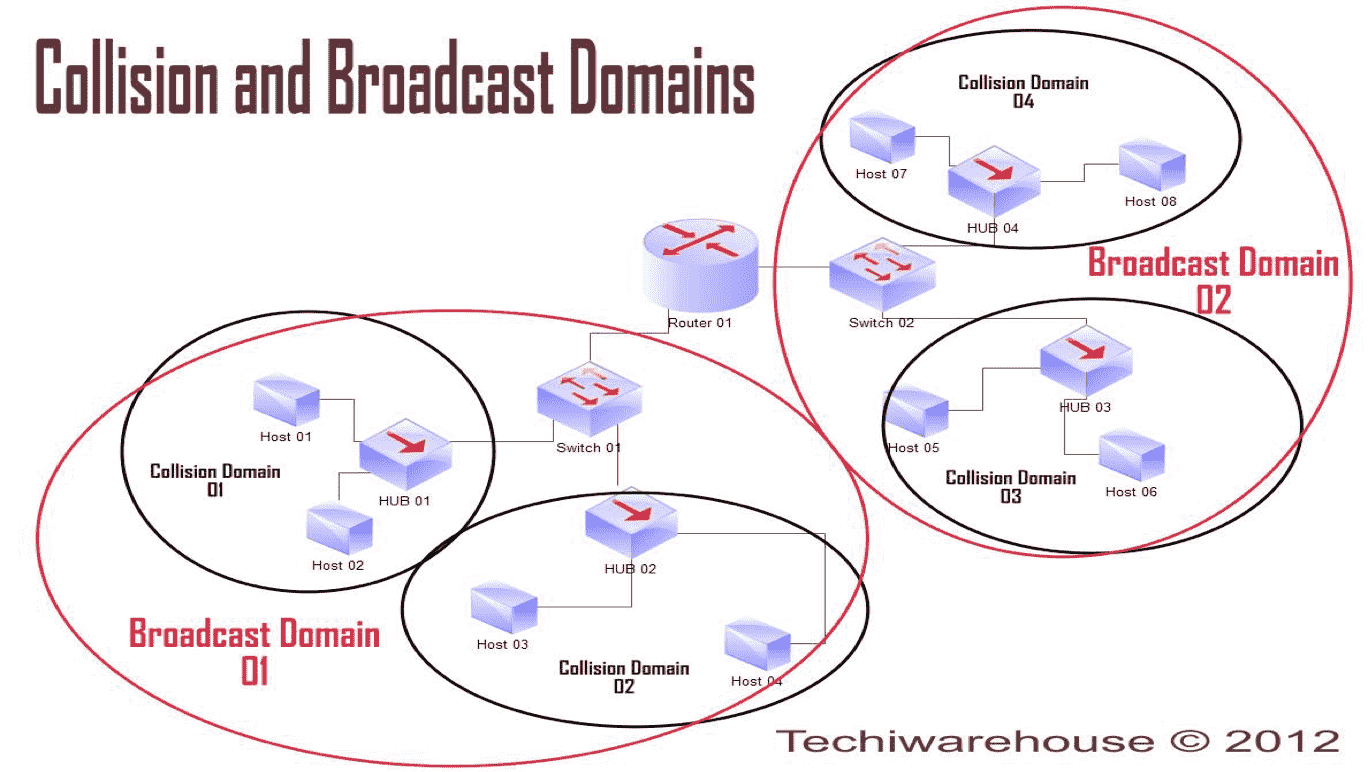 Collision and Broadcast Domains
Collision Domain
04
Host 07
Host 08
HUB 04
Broadcast Domain
02
Router 01
Switch 02
HUB 03
Host 05
Collision Domain
03
Host 06
Host 01
Switch 01
Collision Domain
01
HUB 01
Host 02
HUB 02
Broadcast Domain
01
Host 03
Collision Domain
02
Host 04
Techiwarehouse © 2012